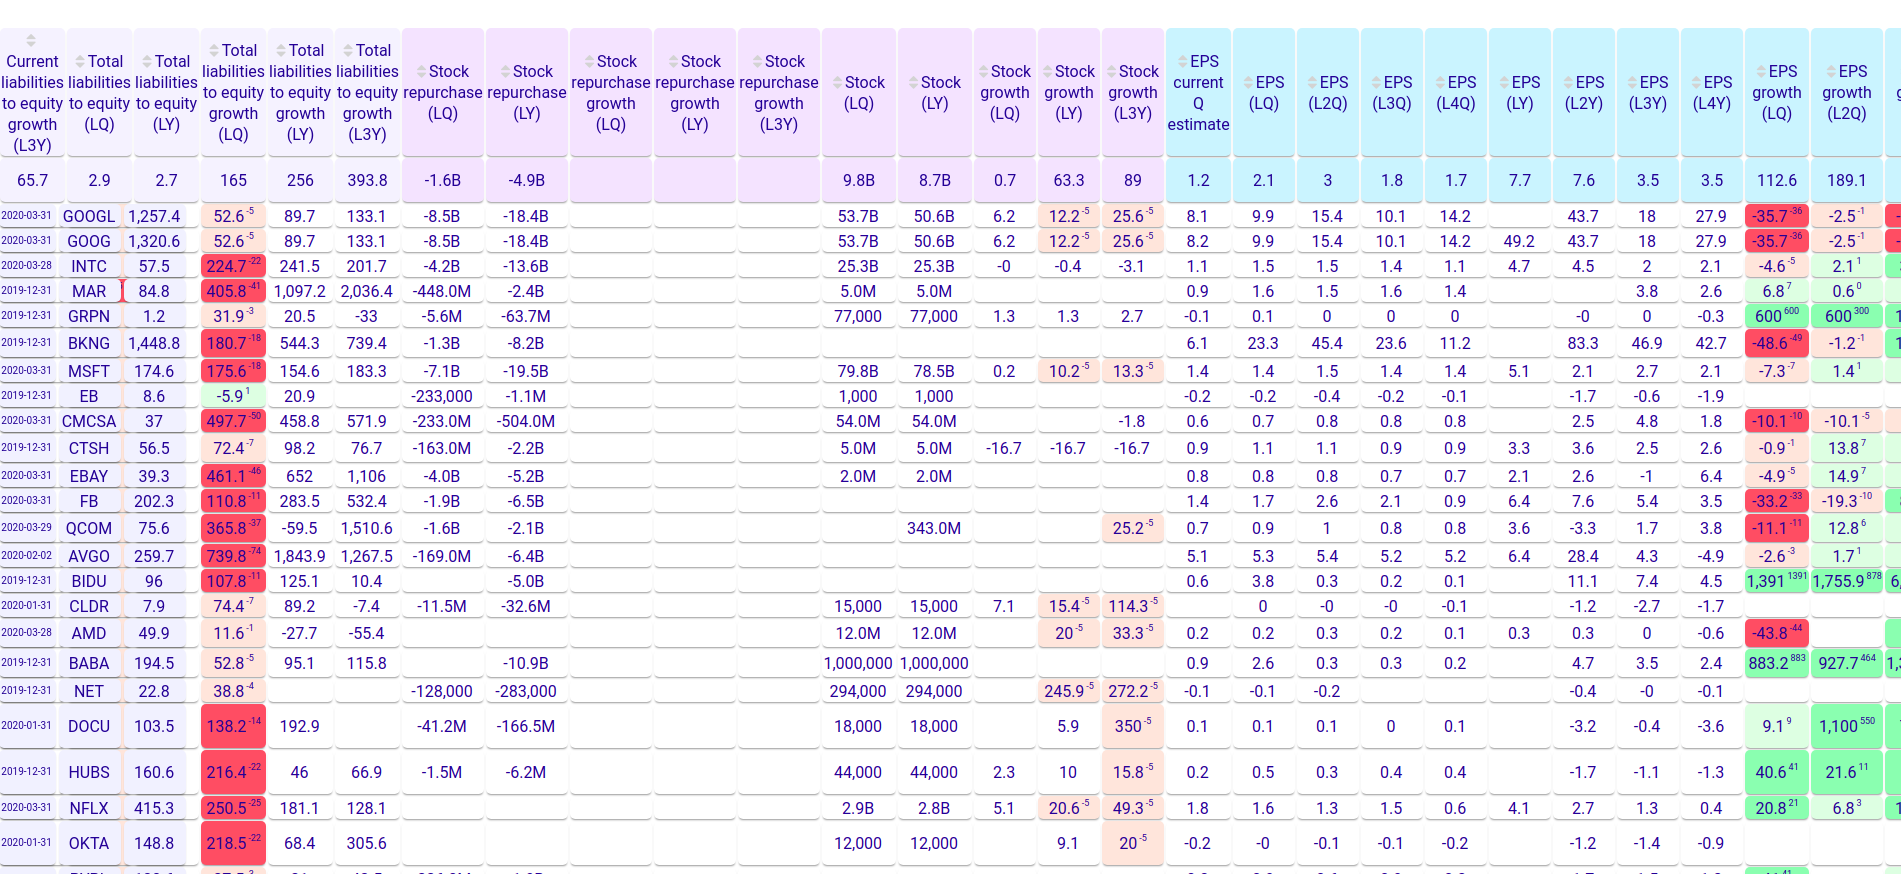 Current liabilities to equity growth (L3Y) Total liabilities to equity (LQ) Total liabilities to equity (LY) Total liabilities to equity growth (LQ) Total liabilities to equity growth (LY) Total liabilities to equity growth (L3Y) Stock repurchase (LQ) Stock repurchase (LY) Stock repurchase growth (LQ) Stock repurchase growth (LY) Stock repurchase growth (L3Y) Stock (LQ) Stock (LY) Stock growth (LQ) Stock growth (LY) Stock growth (L3Y) EPS current Q estimate EPS (LQ) EPS (L2Q) EPS (L3Q) EPS (L4Q) EPS (LY) EPS (L2Y) EPS (L3Y) EPS (L4Y) EPS growth (LQ) EPS growth (L2Q)
65.7 2.9 2.7 165 256 393.8 -1.6B -4.9B 9.8B 8.7B 0.7 63.3 89 1.2 2.1 3 1.8 1.7 7.7 7.6 3.5 3.5 112.6 189.1
2020-03-31 GOOGL 1,257.4 52.6 -5 89.7 133.1 -8.5B -18.4B 53.7B 50.6B 6.2 12.2 -5 25.6 -5 8.1 9.9 15.4 10.1 14.2 43.7 18 27.9 -35.7 -36 -2.5 -1
2020-03-31 GOOG 1,320.6 52.6 -5 89.7 133.1 -8.5B -18.4B 53.7B 50.6B 6.2 12.2 -5 25.6 -5 8.2 9.9 15.4 10.1 14.2 49.2 43.7 18 27.9 -35.7 -36 -2.5 -1
2020-03-28 INTC 57.5 224.7 -22 241.5 201.7 -4.2B -13.6B 25.3B 25.3B -0 -0.4 -3.1 1.1 1.5 1.5 1.4 1.1 4.7 4.5 2 2.1 -4.6 -5 2.1 1
2019-12-31 MAR 84.8 405.8 -41 1,097.2 2,036.4 -448.0M -2.4B 5.0M 5.0M 0.9 1.6 1.5 1.6 1.4 3.8 2.6 6.8 7 0.6 0
2019-12-31 GRPN 1.2 31.9 -3 20.5 -33 -5.6M -63.7M 77,000 77,000 1.3 1.3 2.7 -0.1 0.1 0 0 0 -0 0 -0.3 600 600 600 300
2019-12-31 BKNG 1,448.8 180.7 -18 544.3 739.4 -1.3B -8.2B 6.1 23.3 45.4 23.6 11.2 83.3 46.9 42.7 -48.6 -49 -1.2 -1
2020-03-31 MSFT 174.6 175.6 -18 154.6 183.3 -7.1B -19.5B 79.8B 78.5B 0.2 10.2 -5 13.3 -5 1.4 1.4 1.5 1.4 1.4 5.1 2.1 2.7 2.1 -7.3 -7 1.4 1
2019-12-31 EB 8.6 -5.9 1 20.9 -233,000 -1.1M 1,000 1,000 -0.2 -0.2 -0.4 -0.2 -0.1 -1.7 -0.6 -1.9
2020-03-31 CMCSA 37 497.7 -50 458.8 571.9 -233.0M -504.0M 54.0M 54.0M -1.8 0.6 0.7 0.8 0.8 0.8 2.5 4.8 1.8 -10.1 -10 -10.1 -5
2019-12-31 CTSH 56.5 72.4 -7 98.2 76.7 -163.0M -2.2B 5.0M 5.0M -16.7 -16.7 -16.7 0.9 1.1 1.1 0.9 0.9 3.3 3.6 2.5 2.6 -0.9 -1 13.8 7
2020-03-31 EBAY 39.3 461.1 -46 652 1,106 -4.0B -5.2B 2.0M 2.0M 0.8 0.8 0.8 0.7 0.7 2.1 2.6 -1 6.4 -4.9 -5 14.9 7
2020-03-31 FB 202.3 110.8 -11 283.5 532.4 -1.9B -6.5B 1.4 1.7 2.6 2.1 0.9 6.4 7.6 5.4 3.5 -33.2 -33 -19.3 -10
2020-03-29 QCOM 75.6 365.8 -37 -59.5 1,510.6 -1.6B -2.1B 343.0M 25.2 -5 0.7 0.9 1 0.8 0.8 3.6 -3.3 1.7 3.8 -11.1 -11 12.8 6
2020-02-02 AVGO 259.7 739.8 -74 1,843.9 1,267.5 -169.0M -6.4B 5.1 5.3 5.4 5.2 5.2 6.4 28.4 4.3 -4.9 -2.6 -3 1.7 1
2019-12-31 BIDU 96 107.8 -11 125.1 10.4 -5.0B 0.6 3.8 0.3 0.2 0.1 11.1 7.4 4.5 1,391 1391 1,755.9 878
2020-01-31 CLDR 7.9 74.4 -7 89.2 -7.4 -11.5M -32.6M 15,000 15,000 7.1 15.4 -5 114.3 -5 0 -0 -0 -0.1 -1.2 -2.7 -1.7
2020-03-28 AMD 49.9 11.6 -1 -27.7 -55.4 12.0M 12.0M 20 -5 33.3 -5 0.2 0.2 0.3 0.2 0.1 0.3 0.3 0 -0.6 -43.8 -44
2019-12-31 BABA 194.5 52.8 -5 95.1 115.8 -10.9B 1,000,000 1,000,000 0.9 2.6 0.3 0.3 0.2 4.7 3.5 2.4 883.2 883 927.7 464
2019-12-31 NET 22.8 38.8 -4 -128,000 -283,000 294,000 294,000 245.9 -5 272.2 -5 -0.1 -0.1 -0.2 -0.4 -0 -0.1
2020-01-31 DOCU 103.5 138.2 -14 192.9 -41.2M -166.5M 18,000 18,000 5.9 350 -5 0.1 0.1 0.1 0 0.1 -3.2 -0.4 -3.6 9.1 9 1,100 550
2019-12-31 HUBS 160.6 216.4 -22 46 66.9 -1.5M -6.2M 44,000 44,000 2.3 10 15.8 -5 0.2 0.5 0.3 0.4 0.4 -1.7 -1.1 -1.3 40.6 41 21.6 11
2020-03-31 NFLX 415.3 250.5 -25 181.1 128.1 2.9B 2.8B 5.1 20.6 -5 49.3 -5 1.8 1.6 1.3 1.5 0.6 4.1 2.7 1.3 0.4 20.8 21 6.8 3
2020-01-31 OKTA 148.8 218.5 -22 68.4 305.6 12,000 12,000 9.1 20 -5 -0.2 -0 -0.1 -0.1 -0.2 -1.2 -1.4 -0.9